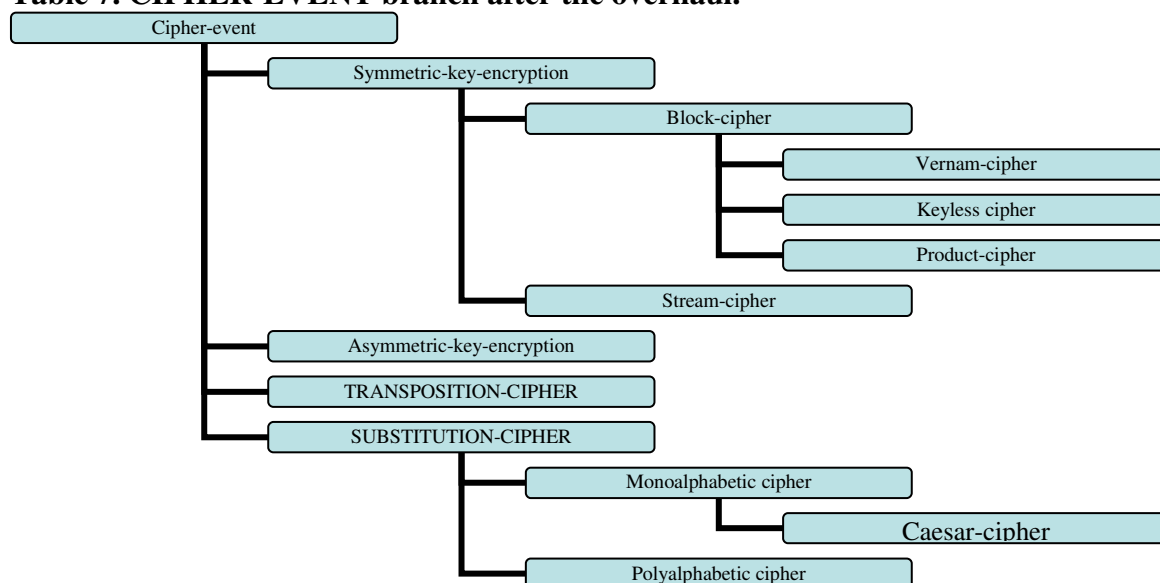 Table 7. CIPHER-EVENT branch after the overhaul.
Cipher-event
Symmetric-key-encryption
Block-cipher
Vernam-cipher
Keyless cipher
Product-cipher
Stream-cipher
Asymmetric-key-encryption
TRANSPOSITION-CIPHER
SUBSTITUTION-CIPHER
Monoalphabetic cipher
Caesar-cipher
Polyalphabetic cipher